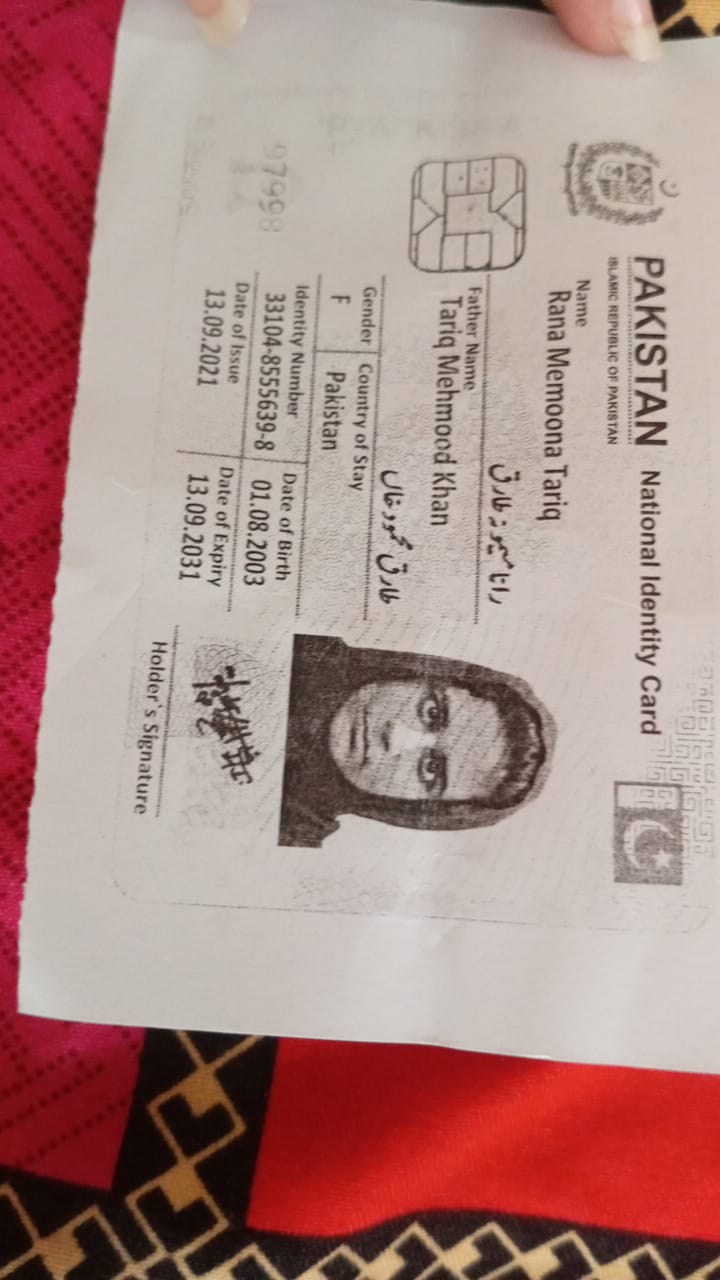 PAKISTAN National Identity Card
ISLAMIC REPUBLIC OF PAKISTAN
Name
Rana Memoona Tariq
رانا میمونہ طارق
Father Name
Tariq Mehmood Khan
طارق محمود خاں
Gender Country of Stay
F Pakistan
Identity Number Date of Birth
33104-8555639-8 01.08.2003
Date of Issue Date of Expiry
13.09.2021 13.09.2031
Holder's Signature
97998